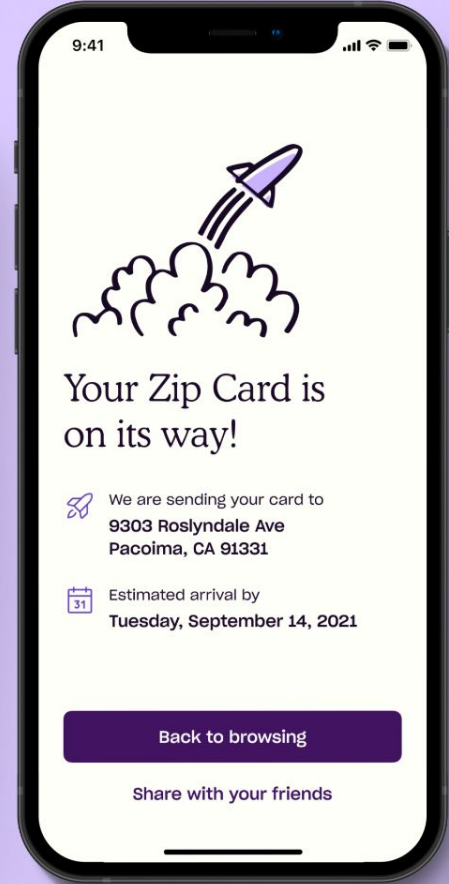 9:41
Your Zip Card is
on its way!
We are sending your card to
9303 Roslyndale Ave
Pacoima, CA 91331
31
Estimated arrival by
Tuesday, September 14, 2021
Back to browsing
Share with your friends